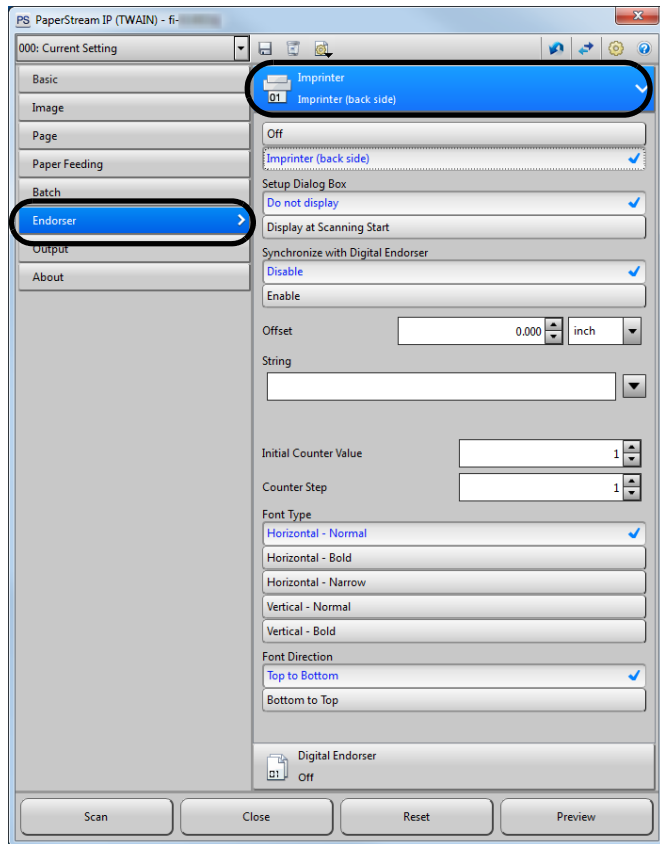 PS PaperStream IP (TWAIN) - fi-
000: Current Setting
Basic
Image
Page
Paper Feeding
Batch
Endorser
Output
About
Imprinter
01 Imprinter (back side)
Off
Imprinter (back side)
Setup Dialog Box
Do not display
Display at Scanning Start
Synchronize with Digital Endorser
Disable
Enable
Offset 0.000 inch
String
Initial Counter Value 1
Counter Step 1
Font Type
Horizontal - Normal
Horizontal - Bold
Horizontal - Narrow
Vertical - Normal
Vertical - Bold
Font Direction
Top to Bottom
Bottom to Top
Digital Endorser
01 Off
Scan Close Reset Preview